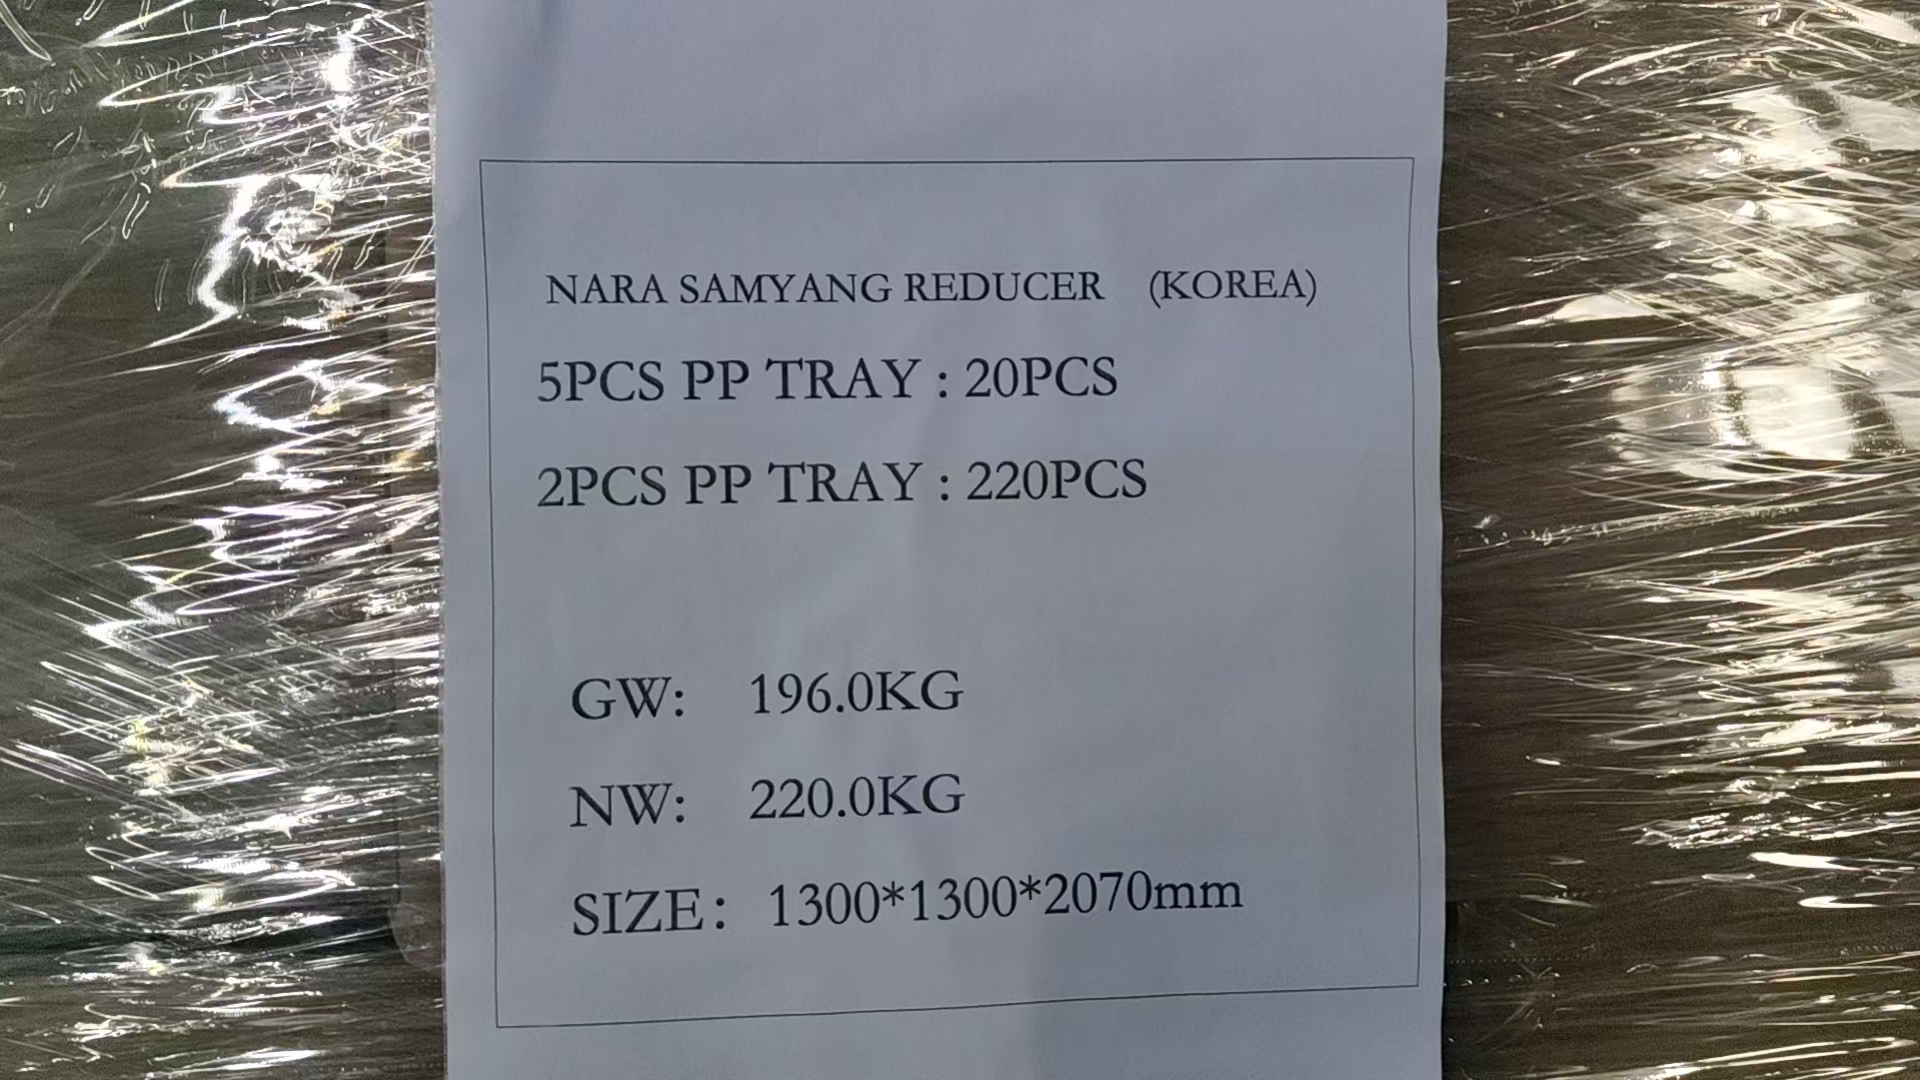 NARA SAMYANG REDUCER (KOREA)
5PCS PP TRAY : 20PCS
2PCS PP TRAY : 220PCS
GW: 196.0KG
NW: 220.0KG
SIZE: 1300*1300*2070mm